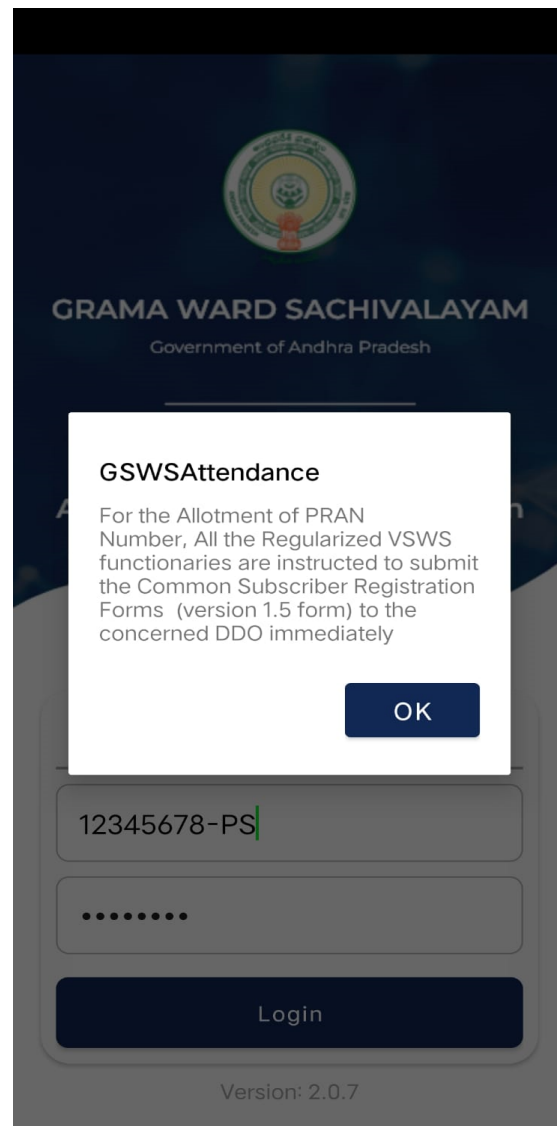 GRAMA WARD SACHIVALAYAM
Government of Andhra Pradesh
GSWSAttendance
For the Allotment of PRAN
Number, All the Regularized VSWS
functionaries are instructed to submit
the Common Subscriber Registration
Forms (version 1.5 form) to the
concerned DDO immediately
OK
12345678-PS
••••••••
Login
Version: 2.0.7